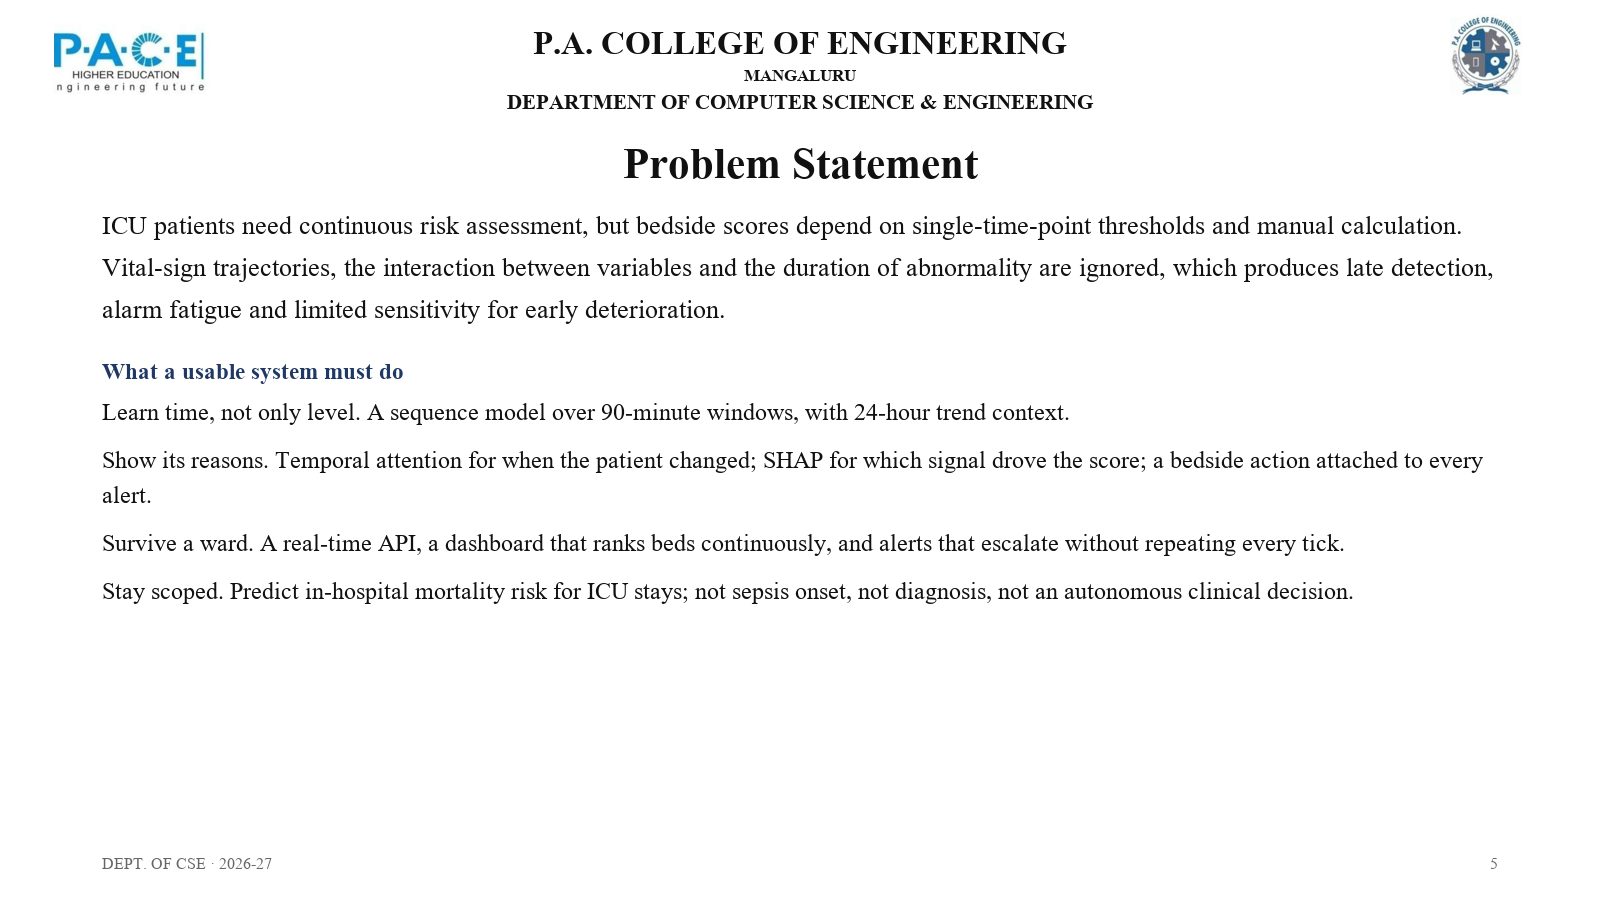 P·A·C·E
HIGHER EDUCATION
ngineering future
P.A. COLLEGE OF ENGINEERING
MANGALURU
DEPARTMENT OF COMPUTER SCIENCE & ENGINEERING
P.A. COLLEGE OF ENGINEERING
Problem Statement
ICU patients need continuous risk assessment, but bedside scores depend on single-time-point thresholds and manual calculation.
Vital-sign trajectories, the interaction between variables and the duration of abnormality are ignored, which produces late detection,
alarm fatigue and limited sensitivity for early deterioration.
What a usable system must do
Learn time, not only level. A sequence model over 90-minute windows, with 24-hour trend context.
Show its reasons. Temporal attention for when the patient changed; SHAP for which signal drove the score; a bedside action attached to every
alert.
Survive a ward. A real-time API, a dashboard that ranks beds continuously, and alerts that escalate without repeating every tick.
Stay scoped. Predict in-hospital mortality risk for ICU stays; not sepsis onset, not diagnosis, not an autonomous clinical decision.
DEPT. OF CSE · 2026-27
5